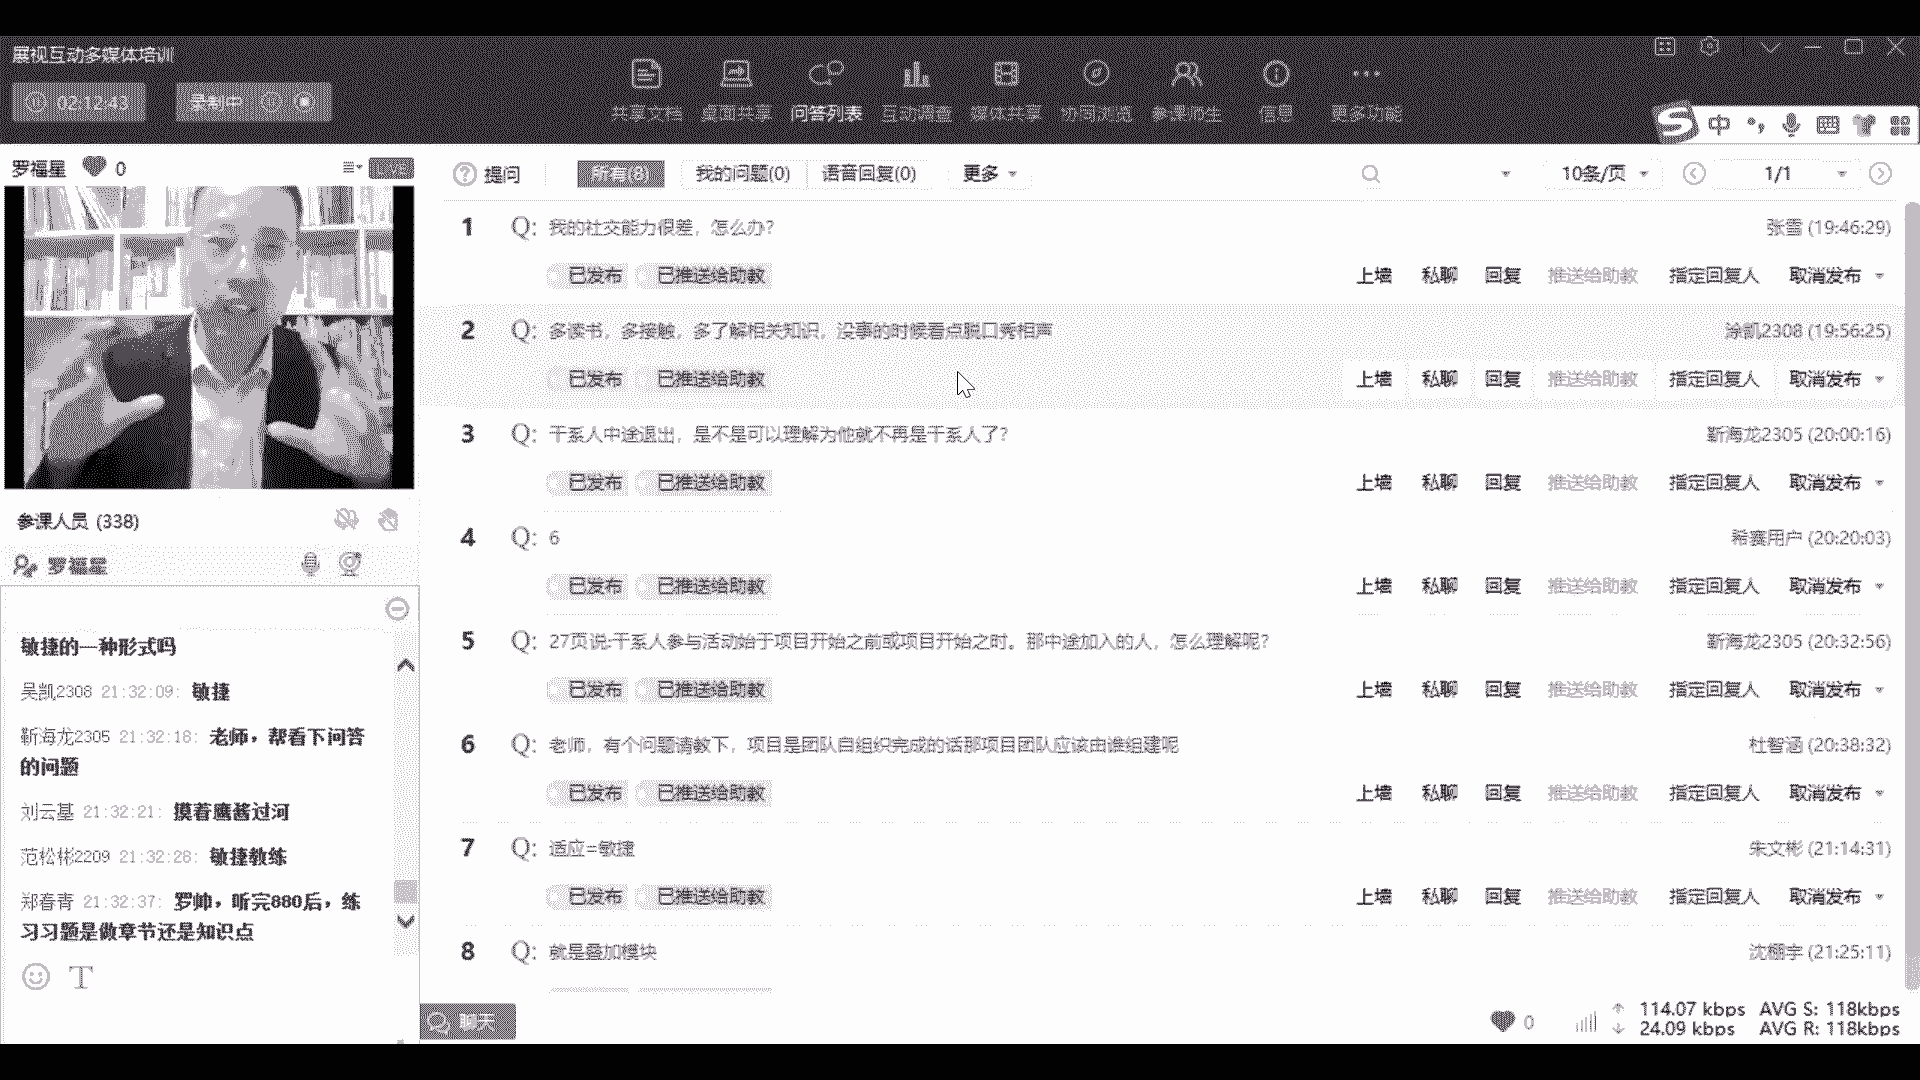 展视互动多媒体培训
02:12:43
录制中
共享文档
桌面共享
问答列表
互动调查
媒体共享
协同浏览
参课师生
信息
更多功能
中
罗福星 0
LIVE
提问
所有(8)
我的问题(0)
语音回复(0)
更多
10条/页
1/1
1 Q: 我的社交能力很差，怎么办? 张雪 (19:46:29)
已发布 已推送给助教 上墙 私聊 回复 推送给助教 指定回复人 取消发布
2 Q: 多读书，多接触，多了解相关知识，没事的时候看点脱口秀相声 涂凯2308 (19:56:25)
已发布 已推送给助教 上墙 私聊 回复 推送给助教 指定回复人 取消发布
3 Q: 干系人中途退出，是不是可以理解为他就不再是干系人了? 靳海龙2305 (20:00:16)
已发布 已推送给助教 上墙 私聊 回复 推送给助教 指定回复人 取消发布
4 Q: 6 希赛用户 (20:20:03)
已发布 已推送给助教 上墙 私聊 回复 推送给助教 指定回复人 取消发布
5 Q: 27页说:干系人参与活动始于项目开始之前或项目开始之时。那中途加入的人，怎么理解呢? 靳海龙2305 (20:32:56)
已发布 已推送给助教 上墙 私聊 回复 推送给助教 指定回复人 取消发布
6 Q: 老师，有个问题请教下，项目是团队自组织完成的话那项目团队应该由谁组建呢 杜智涵 (20:38:32)
已发布 已推送给助教 上墙 私聊 回复 推送给助教 指定回复人 取消发布
7 Q: 适应=敏捷 朱文彬 (21:14:31)
已发布 已推送给助教 上墙 私聊 回复 推送给助教 指定回复人 取消发布
8 Q: 就是叠加模块 沈棚宇 (21:25:11)
参课人员 (338)
罗福星
敏捷的一种形式吗
吴凯2308 21:32:09: 敏捷
靳海龙2305 21:32:18: 老师，帮看下问答
的问题
刘云基 21:32:21: 摸着鹰酱过河
范松彬2209 21:32:28: 敏捷教练
郑春青 21:32:37: 罗帅，听完880后，练
习习题是做章节还是知识点
聊天
0
114.07 kbps AVG S: 118kbps
24.09 kbps AVG R: 118kbps